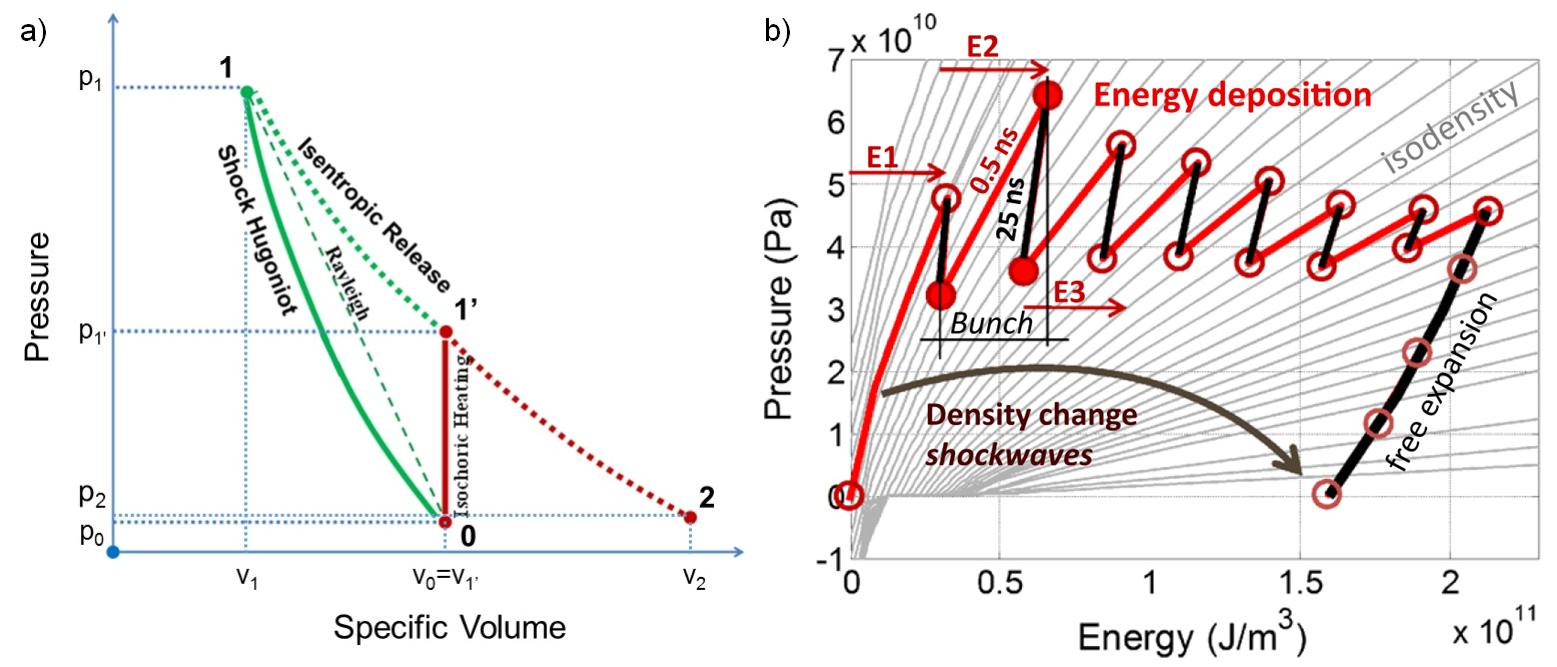 a)
Pressure
p1
p1'
p2
p0
1
Isentropic Release
Shock Hugoniot
Rayleigh
1’
Isochoric Heating
0
2
v1
v0=v1'
v2
Specific Volume
b)
x 10^10
7
6
5
4
3
2
1
0
-1
Pressure (Pa)
E2
Energy deposition
E1
0.5 ns
25 ns
isodensity
E3
Bunch
Density change
shockwaves
free expansion
0
0.5
1
1.5
2
x 10^11
Energy (J/m^3)